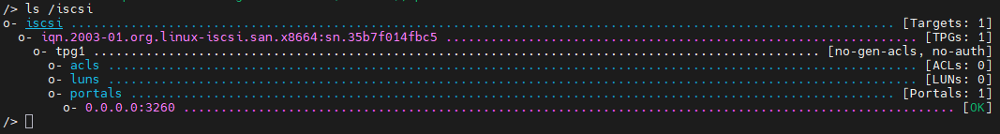 /> ls /iscsi
o- iscsi .............................................................................................................. [Targets: 1]
  o- iqn.2003-01.org.linux-iscsi.san.x8664:sn.35b7f014fbc5 ............................................................... [TPGs: 1]
    o- tpg1 ................................................................................................. [no-gen-acls, no-auth]
      o- acls ............................................................................................................ [ACLs: 0]
      o- luns ............................................................................................................ [LUNs: 0]
      o- portals ...................................................................................................... [Portals: 1]
        o- 0.0.0.0:3260 ....................................................................................................... [OK]
/>